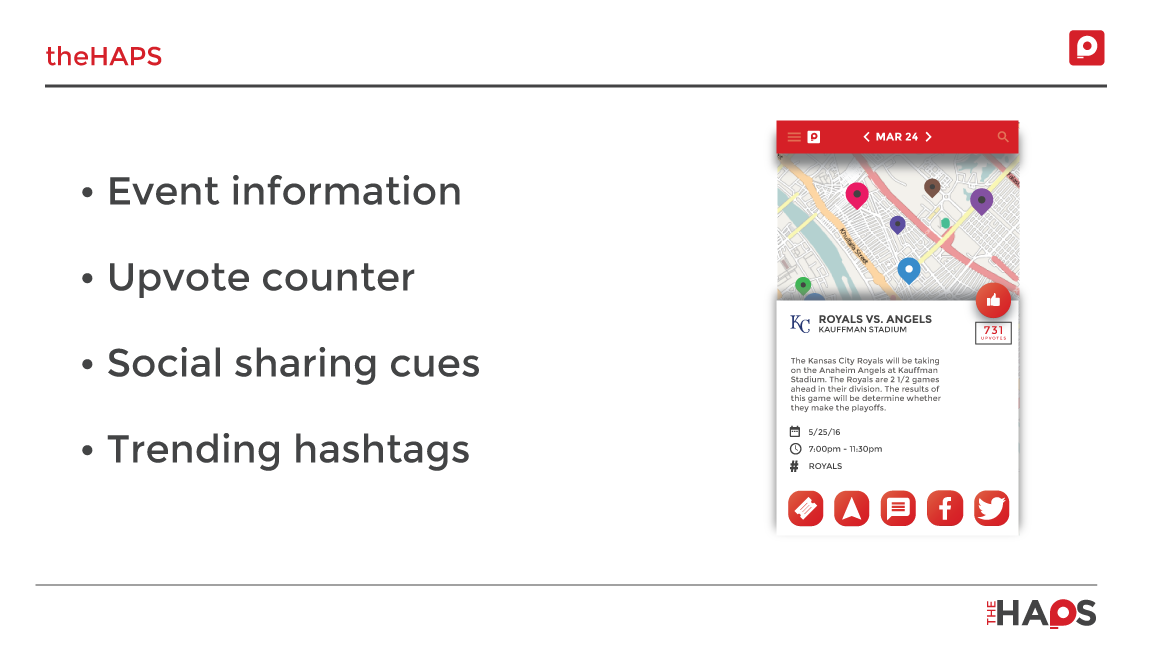 theHAPS
• Event information
• Upvote counter
• Social sharing cues
• Trending hashtags
MAR 24
Khulfafa Street
ROYALS VS. ANGELS
KAUFFMAN STADIUM
731
UPVOTES
The Kansas City Royals will be taking
on the Anaheim Angels at Kauffman
Stadium. The Royals are 2 1/2 games
ahead in their division. The results of
this game will be determine whether
they make the playoffs.
5/25/16
7:00pm - 11:30pm
# ROYALS
THE HAPS